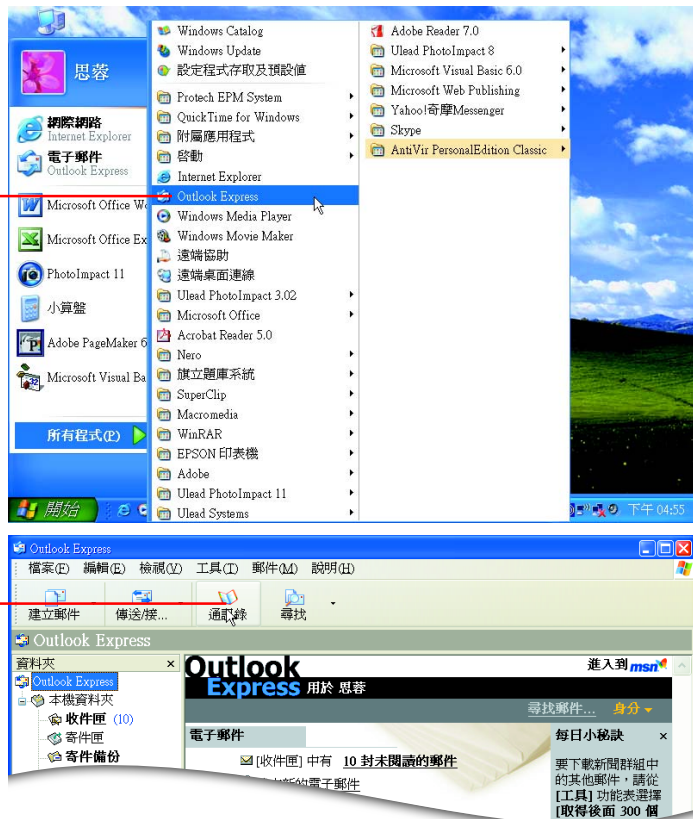 思蓉
網際網路
Internet Explorer
電子郵件
Outlook Express
Microsoft Office
Microsoft Office
PhotoImpact 11
小算盤
Adobe PageMaker 6
Microsoft Visual Ba
所有程式(P)
開始
Windows Catalog
Windows Update
設定程式存取及預設值
Protech EPM System
QuickTime for Windows
附屬應用程式
啟動
Internet Explorer
Outlook Express
Windows Media Player
Windows Movie Maker
遠端協助
遠端桌面連線
Ulead PhotoImpact 3.02
Microsoft Office
Acrobat Reader 5.0
Nero
旗立題庫系統
SuperClip
Macromedia
WinRAR
EPSON 印表機
Adobe
Ulead PhotoImpact 11
Ulead Systems
Adobe Reader 7.0
Ulead PhotoImpact 8
Microsoft Visual Basic 6.0
Microsoft Web Publishing
Yahoo!奇摩Messenger
Skype
AntiVir PersonalEdition Classic
下午 04:55
Outlook Express
檔案(F) 編輯(E) 檢視(V) 工具(T) 郵件(M) 說明(H)
建立郵件 傳送/接... 通訊錄 尋找
Outlook Express
資料夾 ×
Outlook Express
本機資料夾
收件匣 (10)
寄件匣
寄件備份
Outlook
Express 用於 思蓉
進入到 msn
尋找郵件... 身分
電子郵件
[收件匣] 中有 10 封未閱讀的郵件
新的電子郵件
每日小秘訣 ×
要下載新聞群組中
的其他郵件，請從
[工具] 功能表選擇
[取得後面 300 個